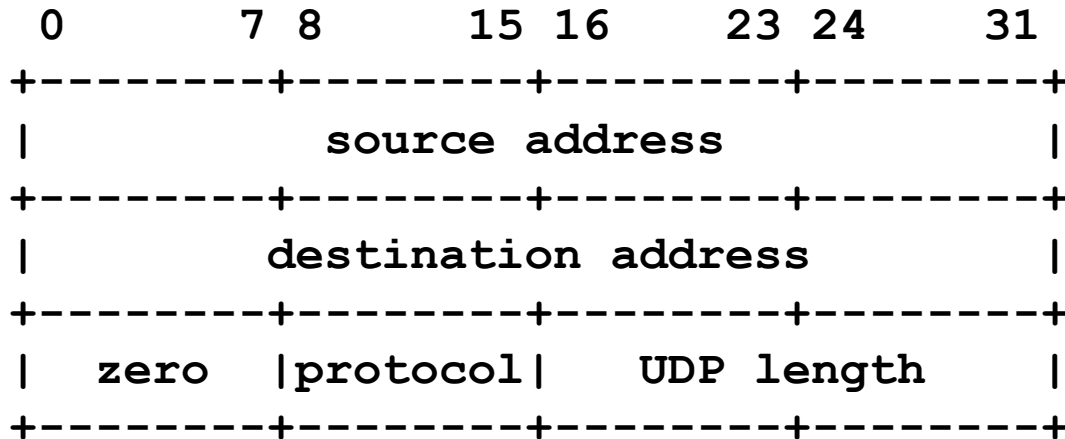 0      7 8     15 16    23 24    31
+--------+--------+--------+--------+
|          source address           |
+--------+--------+--------+--------+
|        destination address        |
+--------+--------+--------+--------+
|  zero  |protocol|   UDP length    |
+--------+--------+--------+--------+